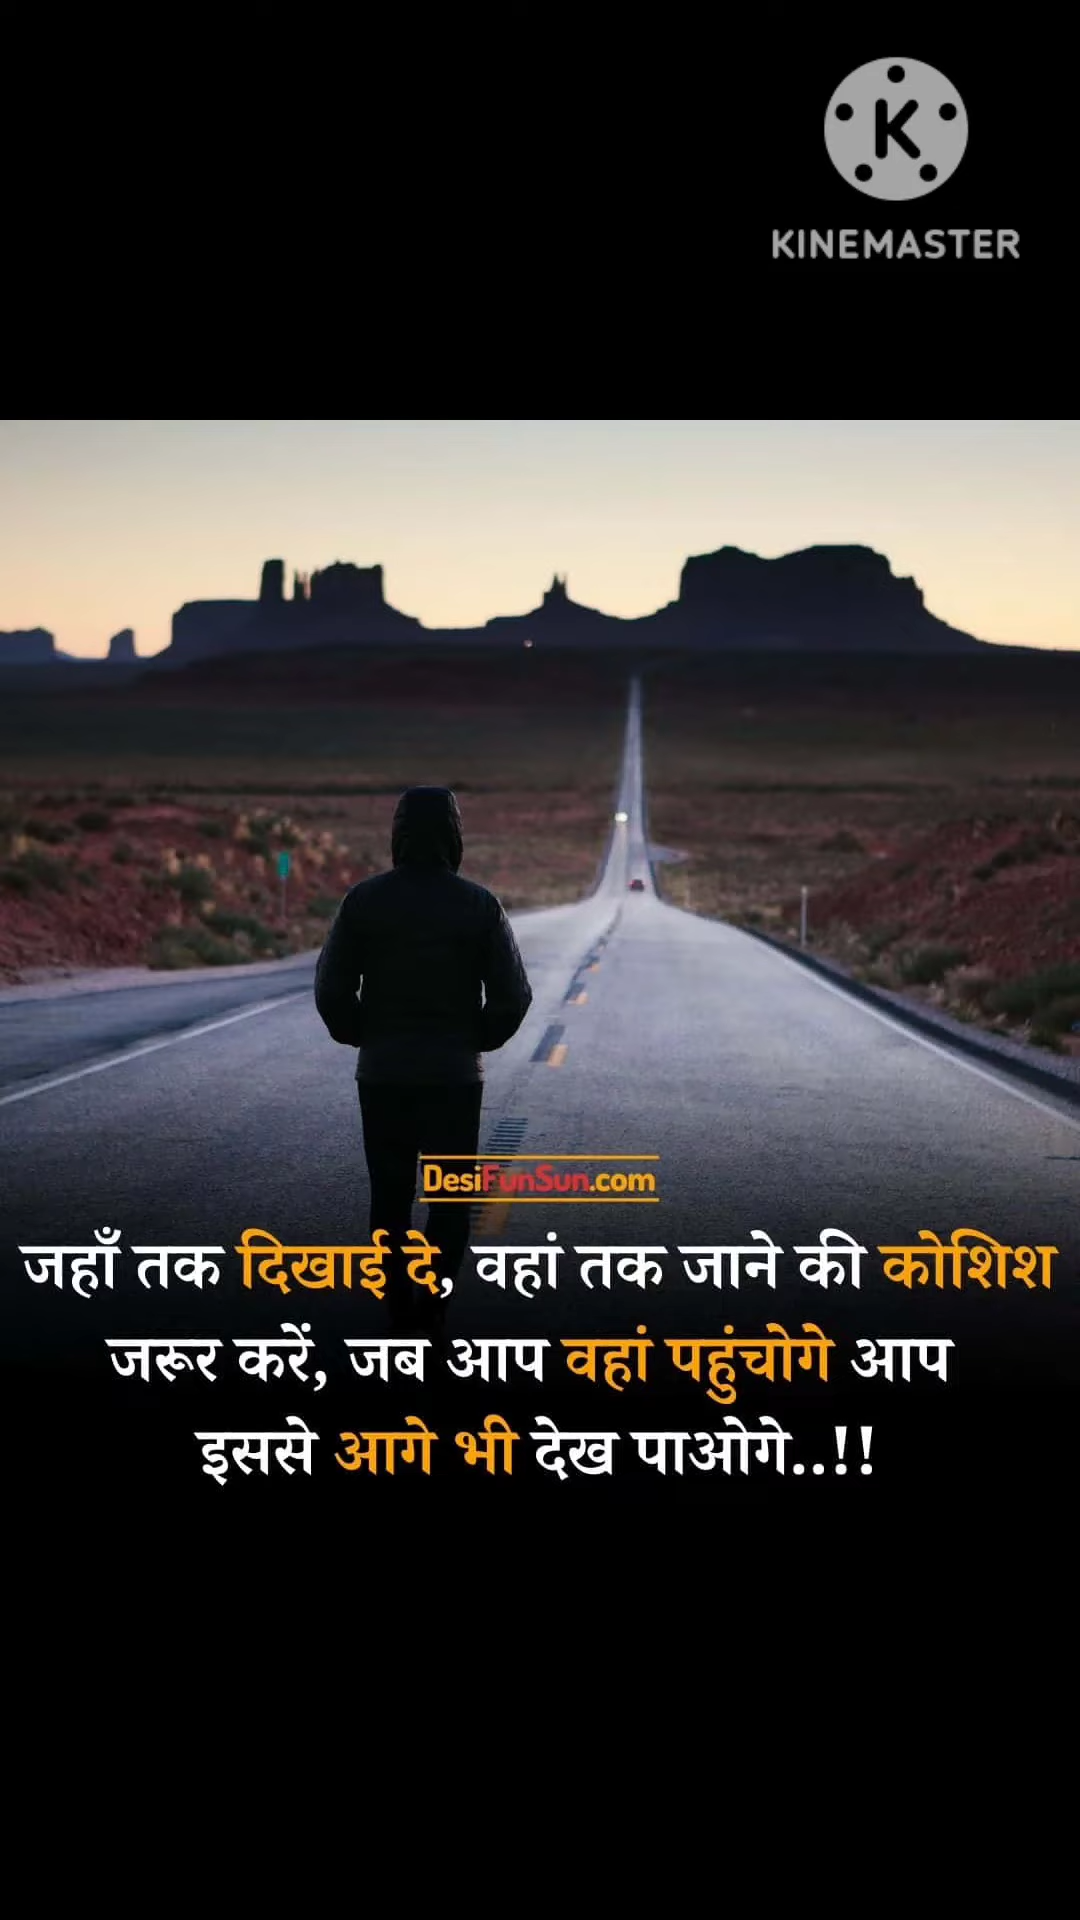 K
KINEMASTER
DesiFunSun.com
जहाँ तक दिखाई दे, वहां तक जाने की कोशिश
जरूर करें, जब आप वहां पहुंचोगे आप
इससे आगे भी देख पाओगे..!!